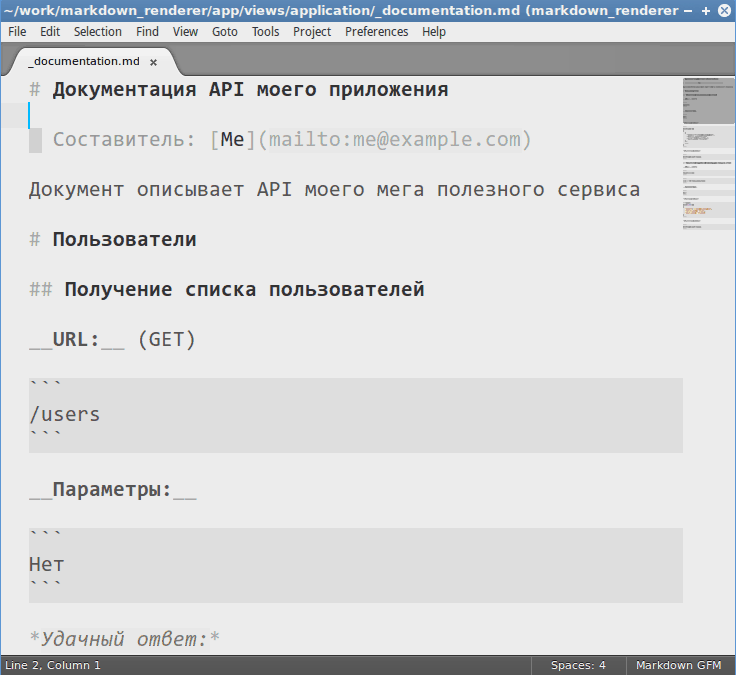 ~/work/markdown_renderer/app/views/application/_documentation.md (markdown_renderer
File Edit Selection Find View Goto Tools Project Preferences Help
_documentation.md ×
# Документация API моего приложения
Составитель: [Me](mailto:me@example.com)
Документ описывает API моего мега полезного сервиса
# Пользователи
## Получение списка пользователей
__URL:__ (GET)
```
/users
```
__Параметры:__
```
Нет
```
*Удачный ответ:*
Line 2, Column 1 Spaces: 4 Markdown GFM